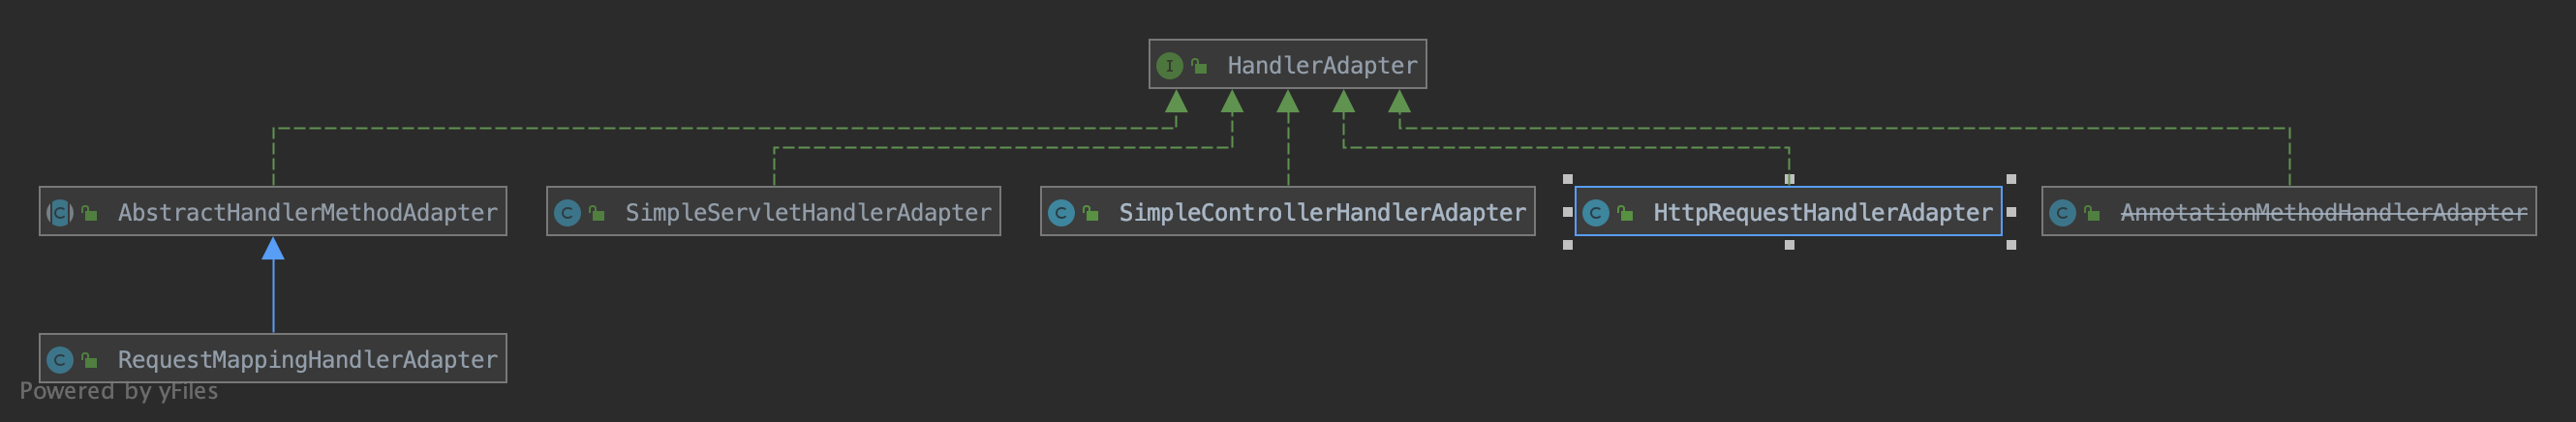 I HandlerAdapter
C AbstractHandlerMethodAdapter
C SimpleServletHandlerAdapter
C SimpleControllerHandlerAdapter
C HttpRequestHandlerAdapter
C AnnotationMethodHandlerAdapter
C RequestMappingHandlerAdapter
Powered by yFiles